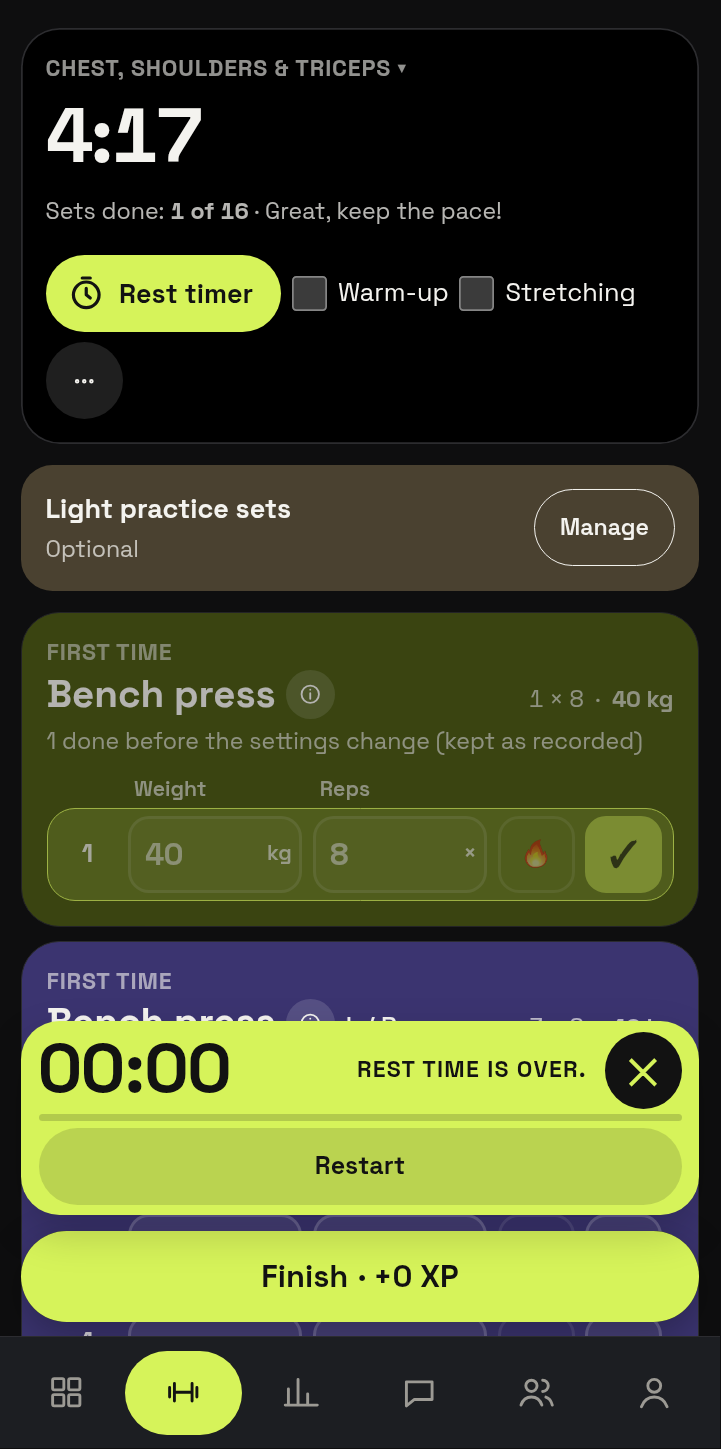 CHEST, SHOULDERS & TRICEPS ▾
4:17
Sets done: 1 of 16 · Great, keep the pace!
Rest timer Warm-up Stretching
Light practice sets
Optional
Manage
FIRST TIME
Bench press
1 × 8 · 40 kg
1 done before the settings change (kept as recorded)
Weight Reps
1 40 kg 8 ×
FIRST TIME
Bench press
00:00
REST TIME IS OVER.
Restart
Finish · +0 XP